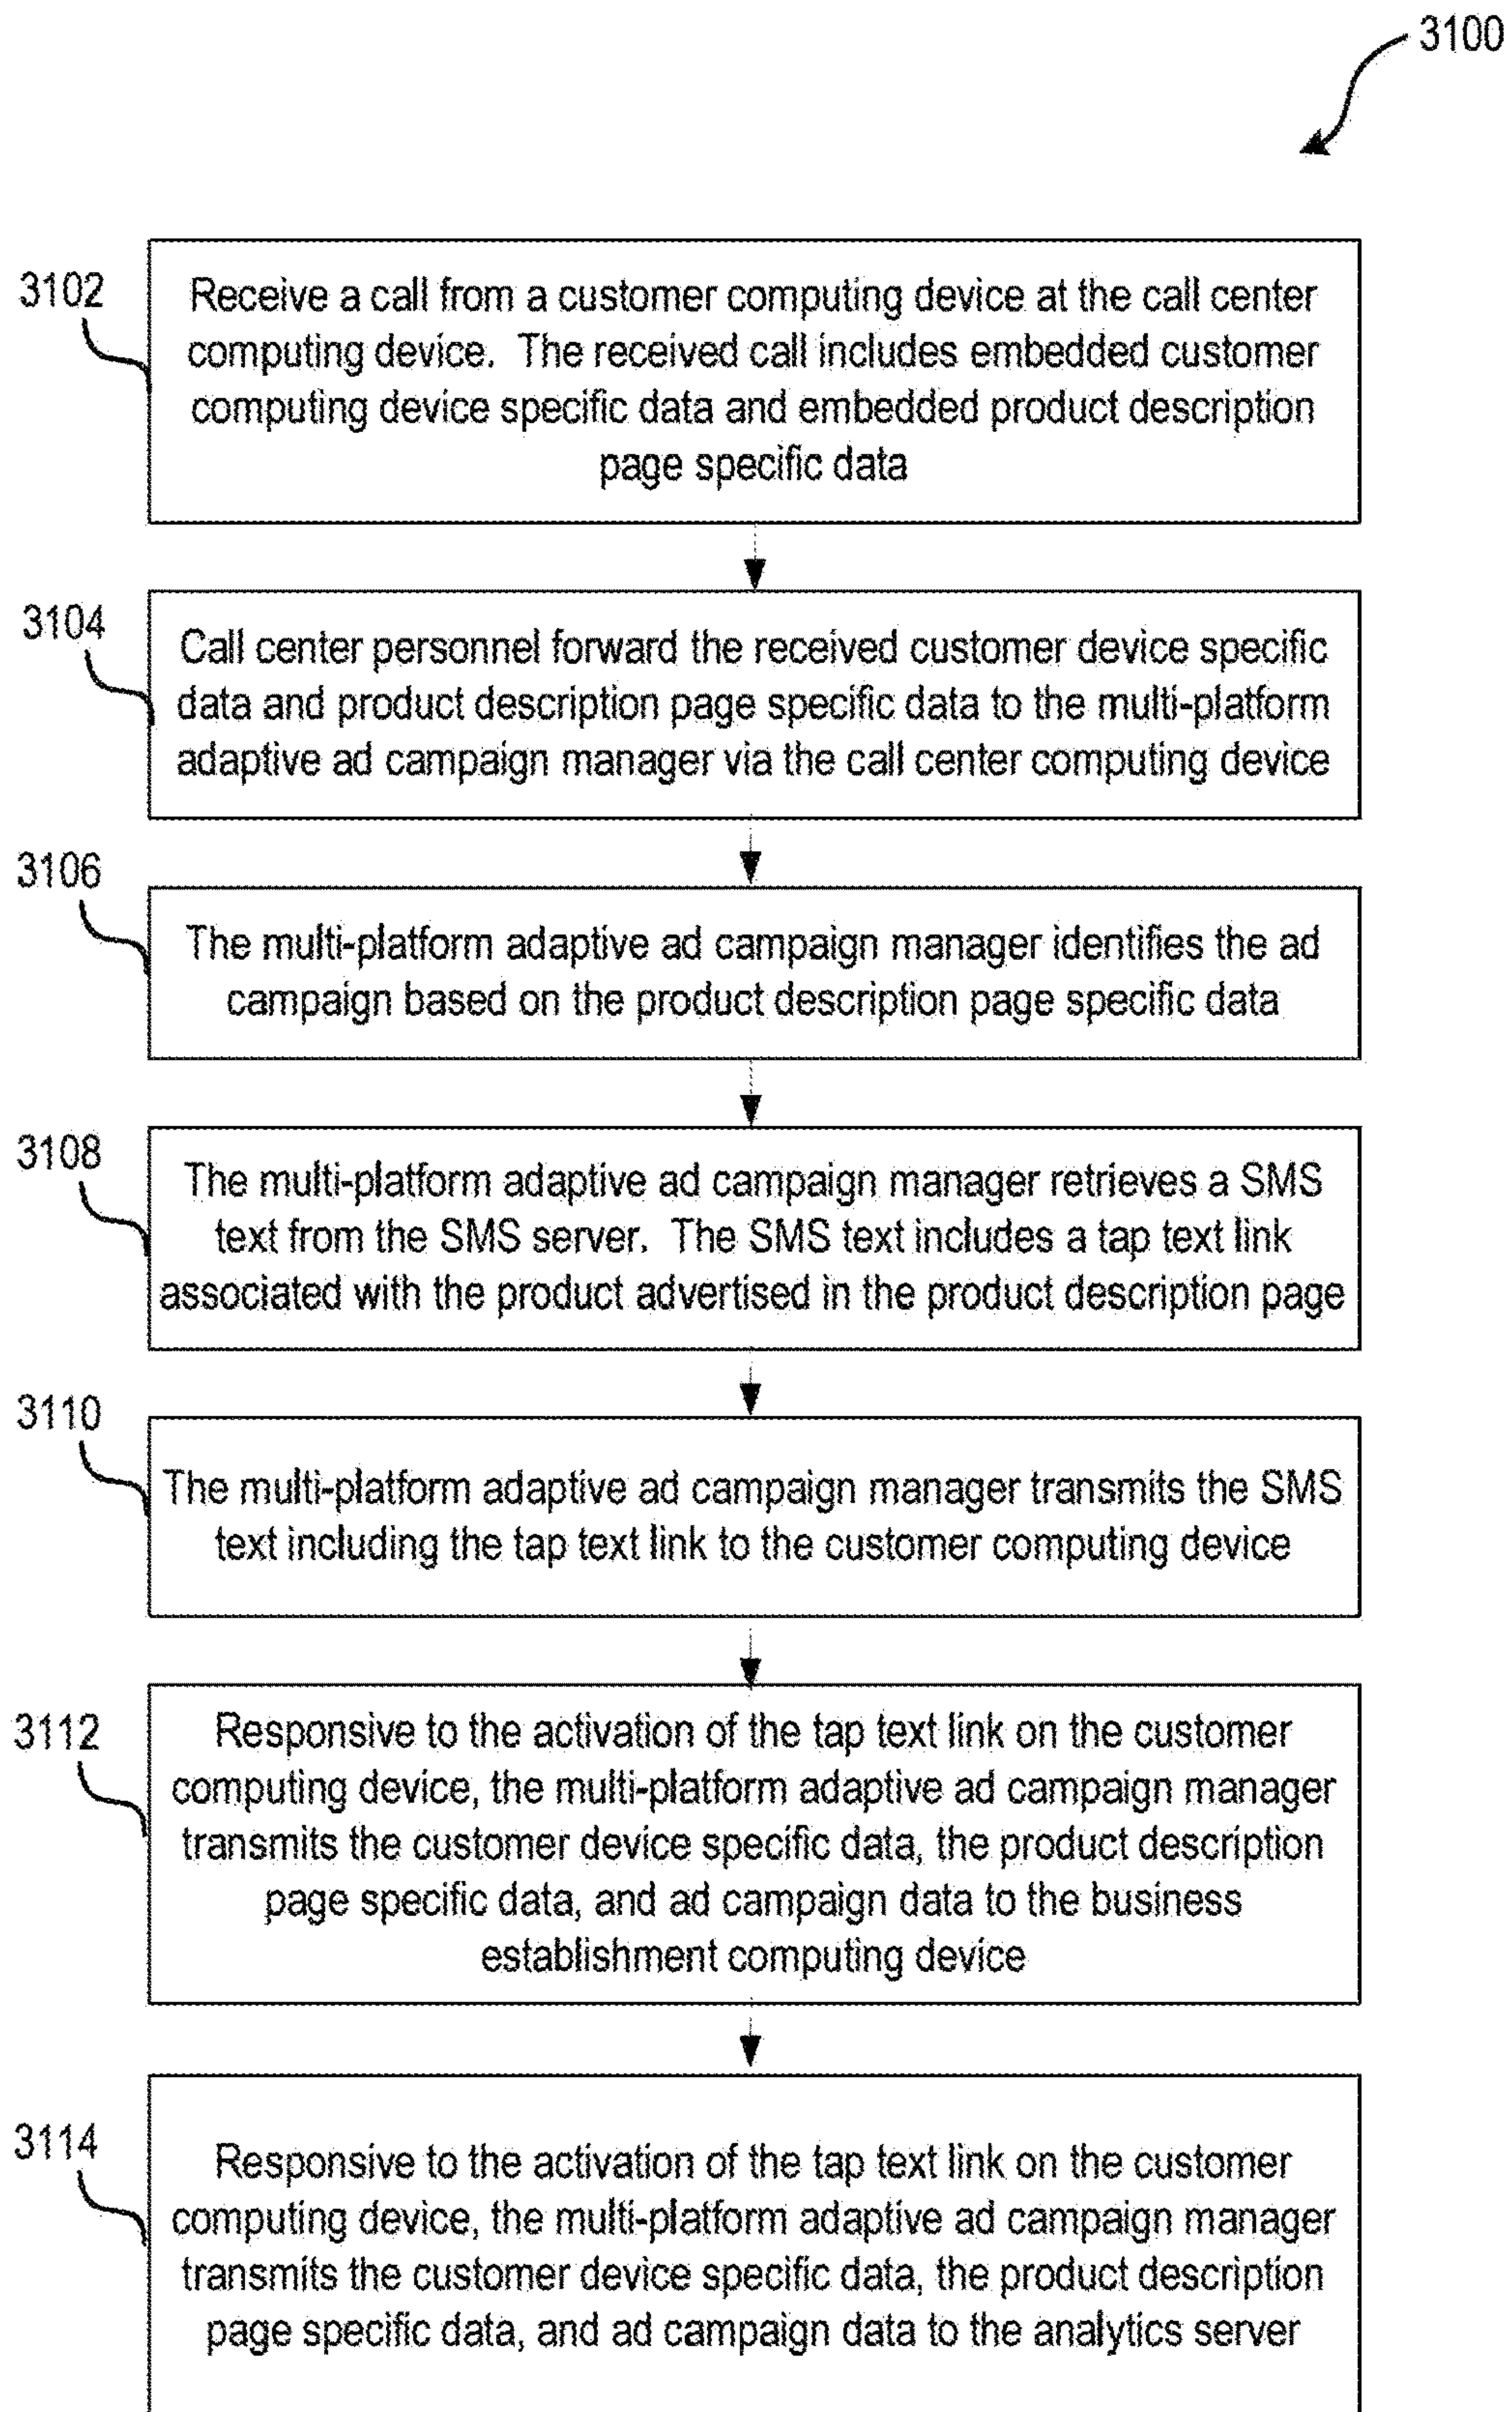 3100
3102
Receive a call from a customer computing device at the call center
computing device. The received call includes embedded customer
computing device specific data and embedded product description
page specific data
3104
Call center personnel forward the received customer device specific
data and product description page specific data to the multi-platform
adaptive ad campaign manager via the call center computing device
3106
The multi-platform adaptive ad campaign manager identifies the ad
campaign based on the product description page specific data
3108
The multi-platform adaptive ad campaign manager retrieves a SMS
text from the SMS server. The SMS text includes a tap text link
associated with the product advertised in the product description page
3110
The multi-platform adaptive ad campaign manager transmits the SMS
text including the tap text link to the customer computing device
3112
Responsive to the activation of the tap text link on the customer
computing device, the multi-platform adaptive ad campaign manager
transmits the customer device specific data, the product description
page specific data, and ad campaign data to the business
establishment computing device
3114
Responsive to the activation of the tap text link on the customer
computing device, the multi-platform adaptive ad campaign manager
transmits the customer device specific data, the product description
page specific data, and ad campaign data to the analytics server